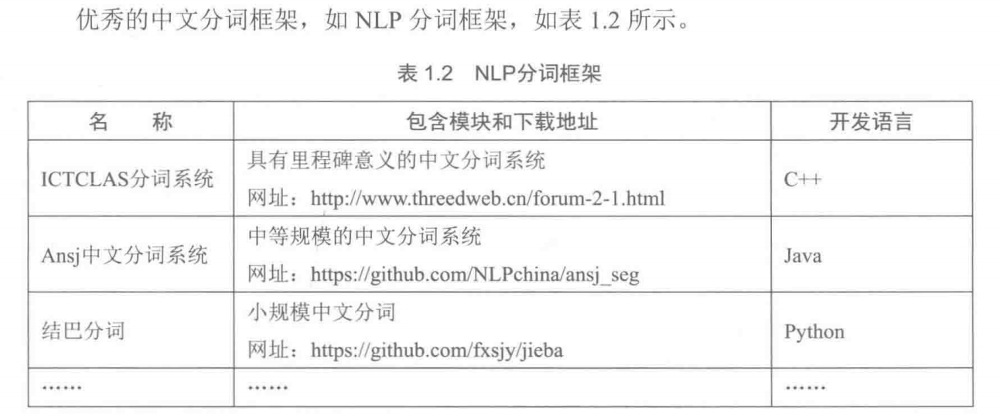 优秀的中文分词框架，如 NLP 分词框架，如表 1.2 所示。
表 1.2 NLP分词框架
名 称 包含模块和下载地址 开发语言
ICTCLAS分词系统 具有里程碑意义的中文分词系统 C++
网址：http://www.threedweb.cn/forum-2-1.html
Ansj中文分词系统 中等规模的中文分词系统 Java
网址：https://github.com/NLPchina/ansj_seg
结巴分词 小规模中文分词 Python
网址：https://github.com/fxsjy/jieba
…… …… ……